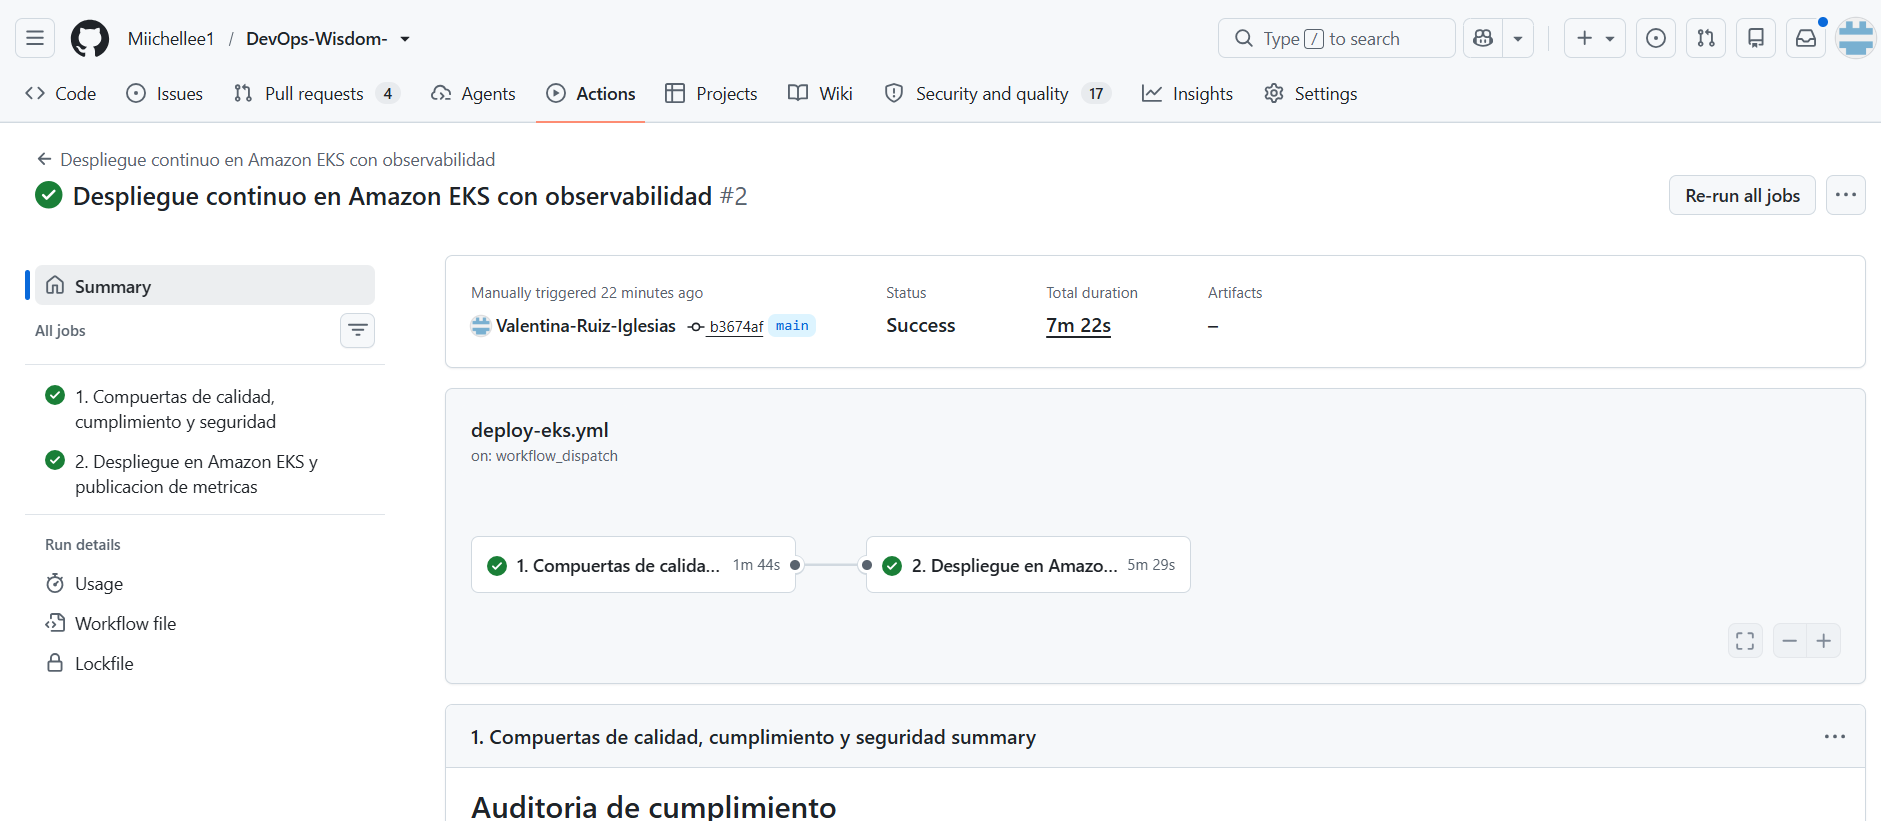 Miichellee1 / DevOps-Wisdom-
Type / to search
Code
Issues
Pull requests 4
Agents
Actions
Projects
Wiki
Security and quality 17
Insights
Settings
Despliegue continuo en Amazon EKS con observabilidad
Despliegue continuo en Amazon EKS con observabilidad #2
Re-run all jobs
Summary
All jobs
1. Compuertas de calidad,
cumplimiento y seguridad
2. Despliegue en Amazon EKS y
publicacion de metricas
Run details
Usage
Workflow file
Lockfile
Manually triggered 22 minutes ago
Valentina-Ruiz-Iglesias b3674af main
Status
Success
Total duration
7m 22s
Artifacts
–
deploy-eks.yml
on: workflow_dispatch
1. Compuertas de calida... 1m 44s
2. Despliegue en Amazo... 5m 29s
1. Compuertas de calidad, cumplimiento y seguridad summary
Auditoria de cumplimiento